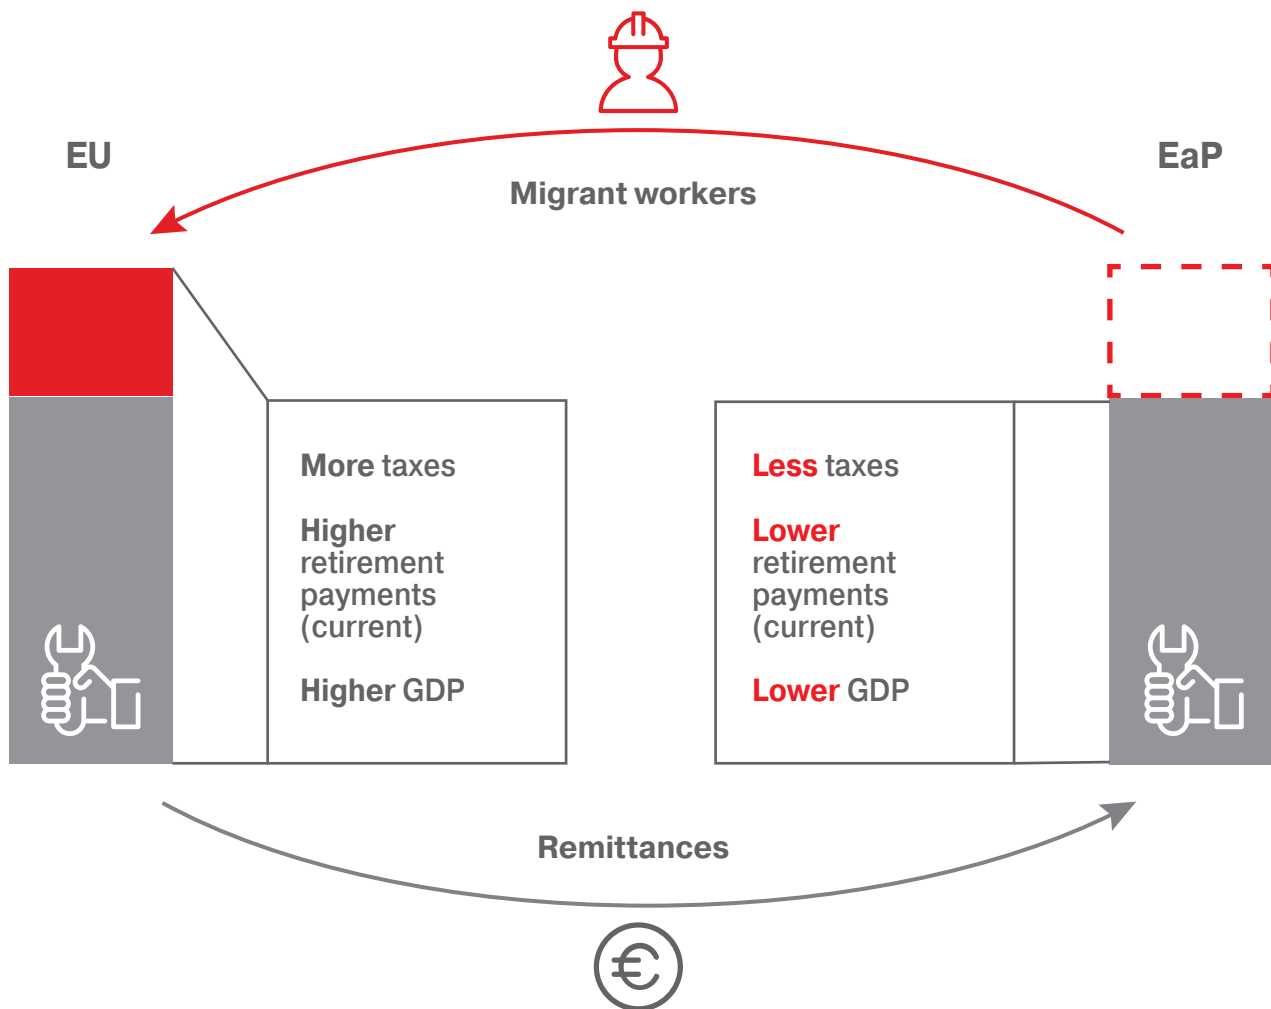 EU
EaP
Migrant workers
More taxes
Higher
retirement
payments
(current)
Higher GDP
Less taxes
Lower
retirement
payments
(current)
Lower GDP
Remittances
€